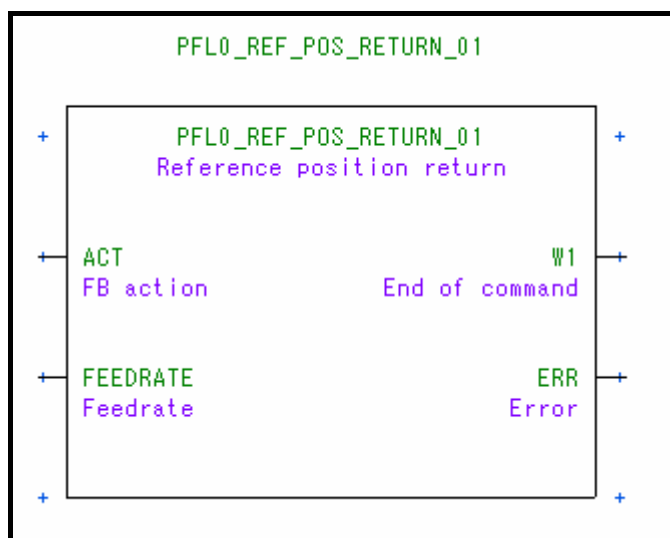 PFL0_REF_POS_RETURN_01
PFL0_REF_POS_RETURN_01
Reference position return
ACT W1
FB action End of command
FEEDRATE ERR
Feedrate Error